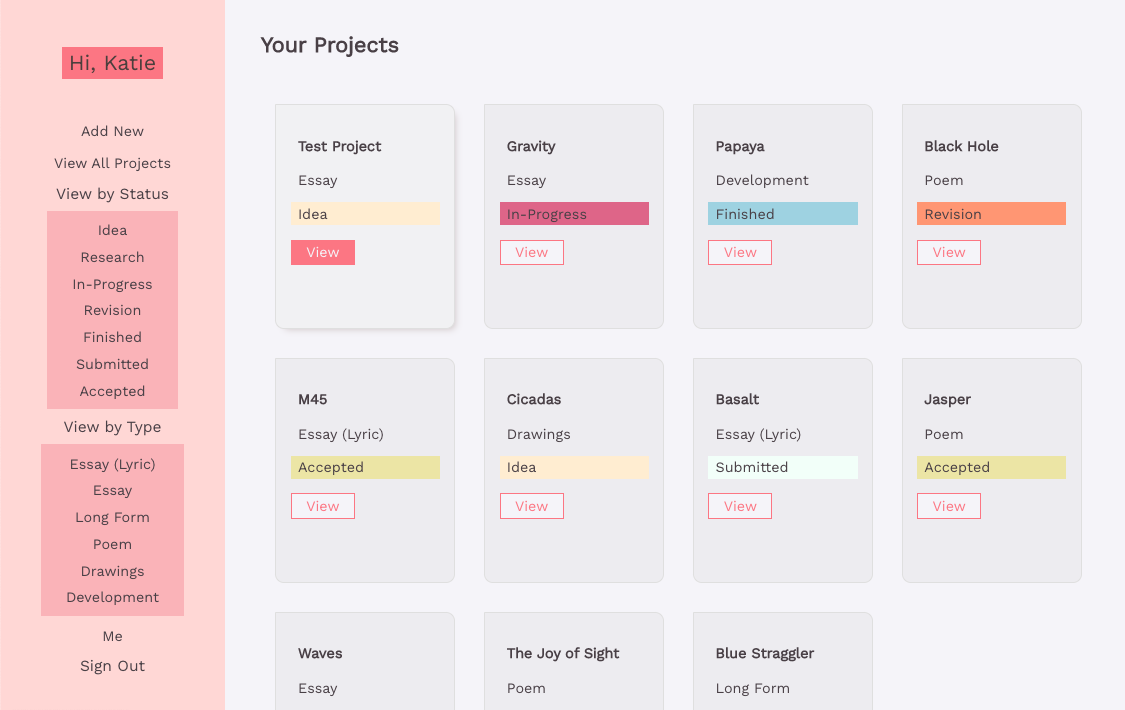 Hi, Katie
Add New
View All Projects
View by Status
Idea
Research
In-Progress
Revision
Finished
Submitted
Accepted
View by Type
Essay (Lyric)
Essay
Long Form
Poem
Drawings
Development
Me
Sign Out
Your Projects
Test Project
Essay
Idea
View
Gravity
Essay
In-Progress
View
Papaya
Development
Finished
View
Black Hole
Poem
Revision
View
M45
Essay (Lyric)
Accepted
View
Cicadas
Drawings
Idea
View
Basalt
Essay (Lyric)
Submitted
View
Jasper
Poem
Accepted
View
Waves
Essay
The Joy of Sight
Poem
Blue Straggler
Long Form